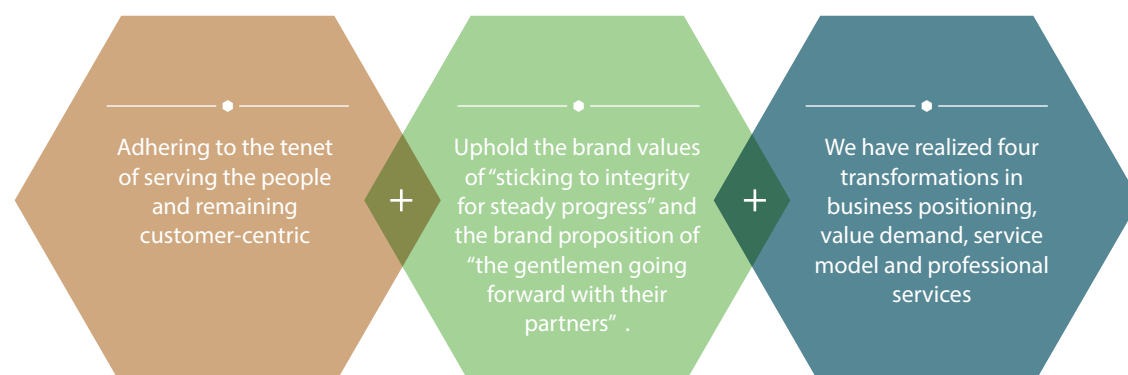 Adhering to the tenet
of serving the people
and remaining
customer-centric
+
Uphold the brand values
of “sticking to integrity
for steady progress” and
the brand proposition of
“the gentlemen going
forward with their
partners” .
+
We have realized four
transformations in
business positioning,
value demand, service
model and professional
services